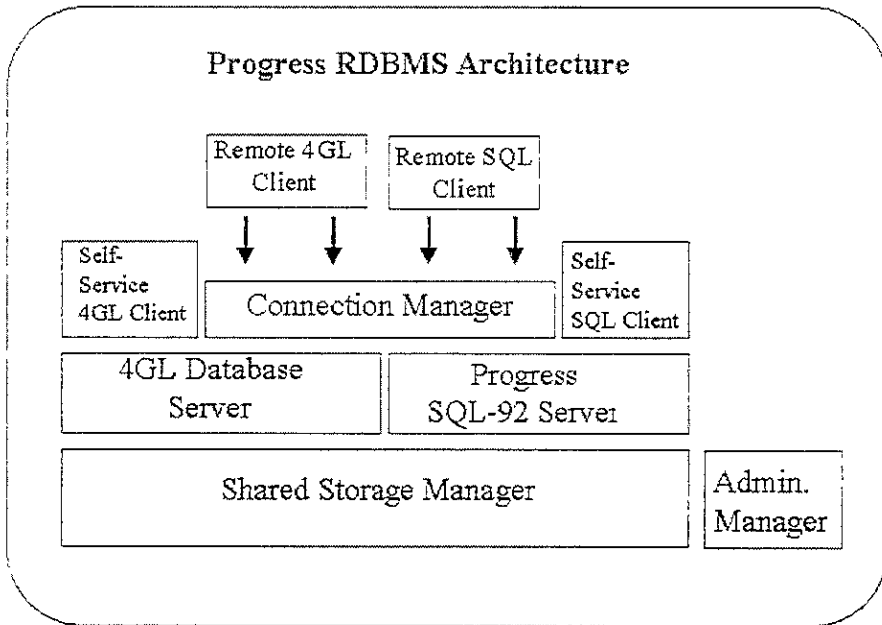 Progress RDBMS Architecture
Remote 4GL
Client
Remote SQL
Client
Self-
Service
4GL Client
Connection Manager
Self-
Service
SQL Client
4GL Database
Server
Progress
SQL-92 Server
Shared Storage Manager
Admin.
Manager